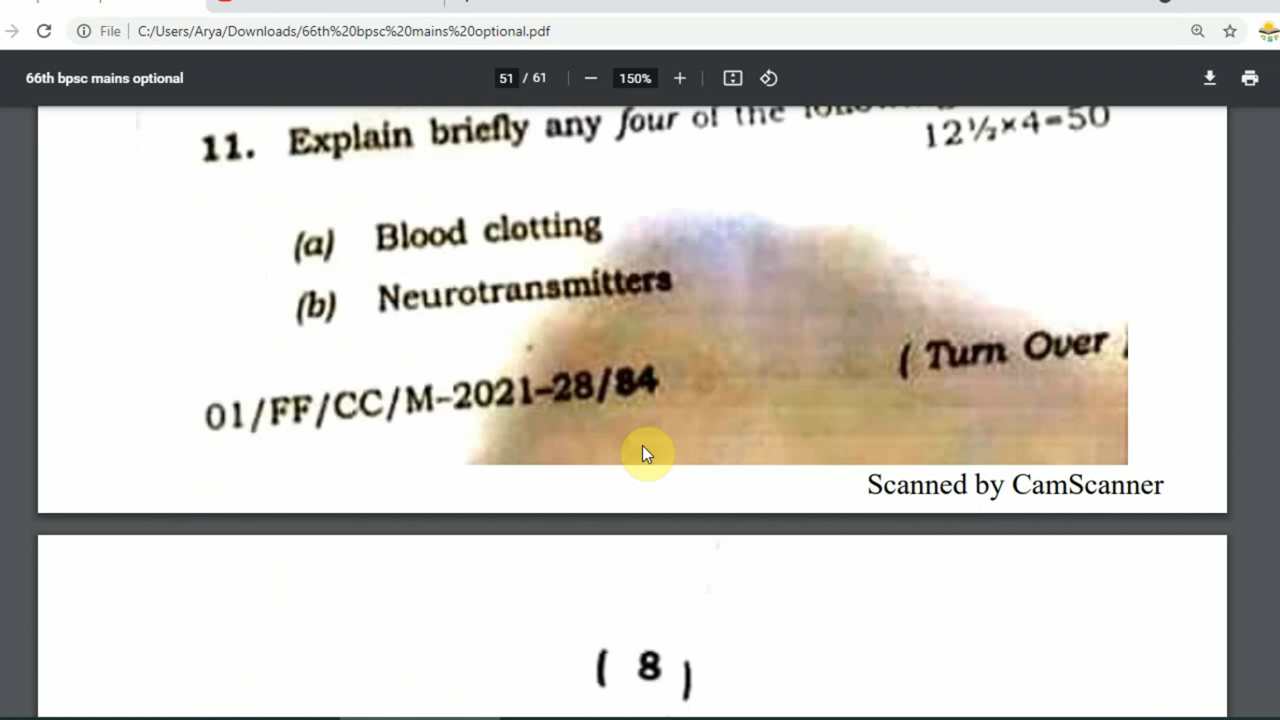 File
C:/Users/Arya/Downloads/66th%20bpsc%20mains%20optional.pdf
66th bpsc mains optional
51 / 61
150%
11. Explain briefly any four of the
12½×4=50
(a) Blood clotting
(b) Neurotransmitters
( Turn Over
01/FF/CC/M-2021-28/84
Scanned by CamScanner
( 8 )